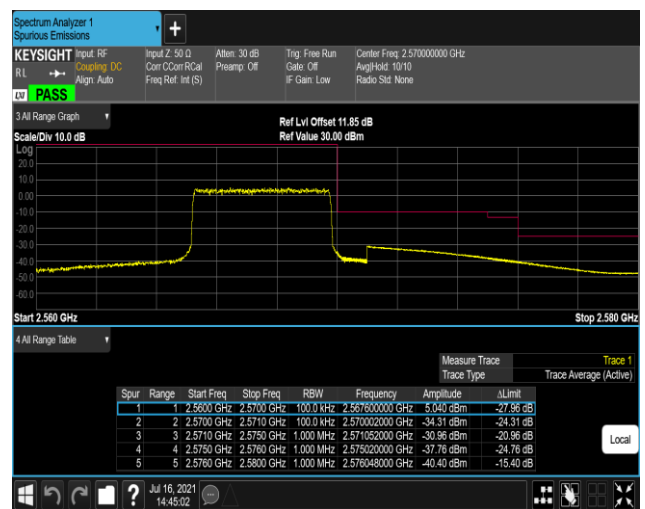 Spectrum Analyzer 1
Spurious Emissions
+
KEYSIGHT Input: RF Input Z: 50 Ω Atten: 30 dB Trig: Free Run Center Freq: 2.570000000 GHz
RL Coupling: DC Corr CCorr RCal Preamp: Off Gate: Off Avg|Hold: 10/10
Align: Auto Freq Ref: Int (S) IF Gain: Low Radio Std: None
LXI PASS
3 All Range Graph
Ref Lvl Offset 11.85 dB
Scale/Div 10.0 dB Ref Value 30.00 dBm
Log
20.0
10.0
0.00
-10.0
-20.0
-30.0
-40.0
-50.0
-60.0
Start 2.560 GHz Stop 2.580 GHz
4 All Range Table
Measure Trace Trace 1
Trace Type Trace Average (Active)
Spur Range Start Freq Stop Freq RBW Frequency Amplitude ΔLimit
1 1 2.5600 GHz 2.5700 GHz 100.0 kHz 2.567600000 GHz 5.040 dBm -27.96 dB
2 2 2.5700 GHz 2.5710 GHz 100.0 kHz 2.570002000 GHz -34.31 dBm -24.31 dB
3 3 2.5710 GHz 2.5750 GHz 1.000 MHz 2.571052000 GHz -30.96 dBm -20.96 dB
4 4 2.5750 GHz 2.5760 GHz 1.000 MHz 2.575020000 GHz -37.76 dBm -24.76 dB
5 5 2.5760 GHz 2.5800 GHz 1.000 MHz 2.576048000 GHz -40.40 dBm -15.40 dB
Local
? Jul 16, 2021
14:45:02